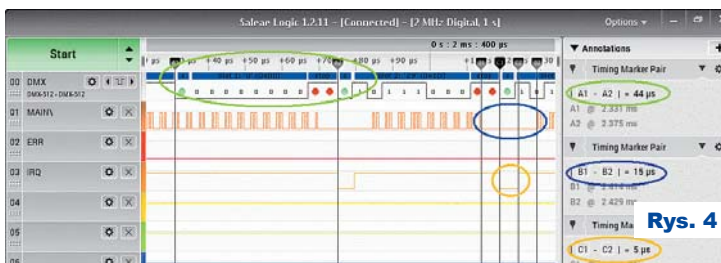 Saleae Logic 1.2.11 - [Connected] - [2 MHz Digital, 1 s]
Options
Start
0 s : 2 ms : 400 µs
+40 µs +50 µs +60 µs +70 µs +80 µs +90 µs
Annotations
00 DMX
DMX-512 - DMX-512
01 MAIN\
02 ERR
03 IRQ
04
05
Timing Marker Pair
| A1 - A2 | = 44 µs
A1 @ 2.331 ms
A2 @ 2.375 ms
Timing Marker Pair
| B1 - B2 | = 15 µs
B1 @ 2.414 ms
B2 @ 2.429 ms
Timing Ma
| C1 - C2 | = 5 µs
Rys. 4